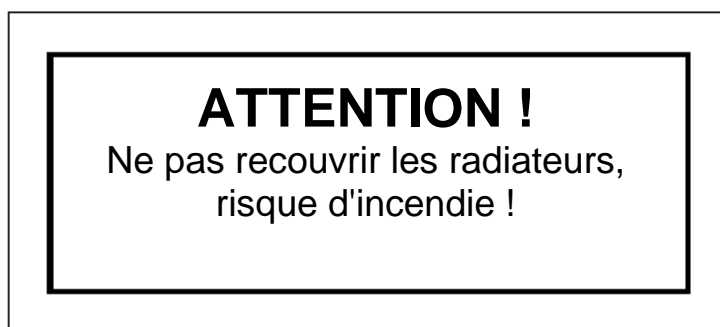 ATTENTION !
Ne pas recouvrir les radiateurs,
risque d'incendie !